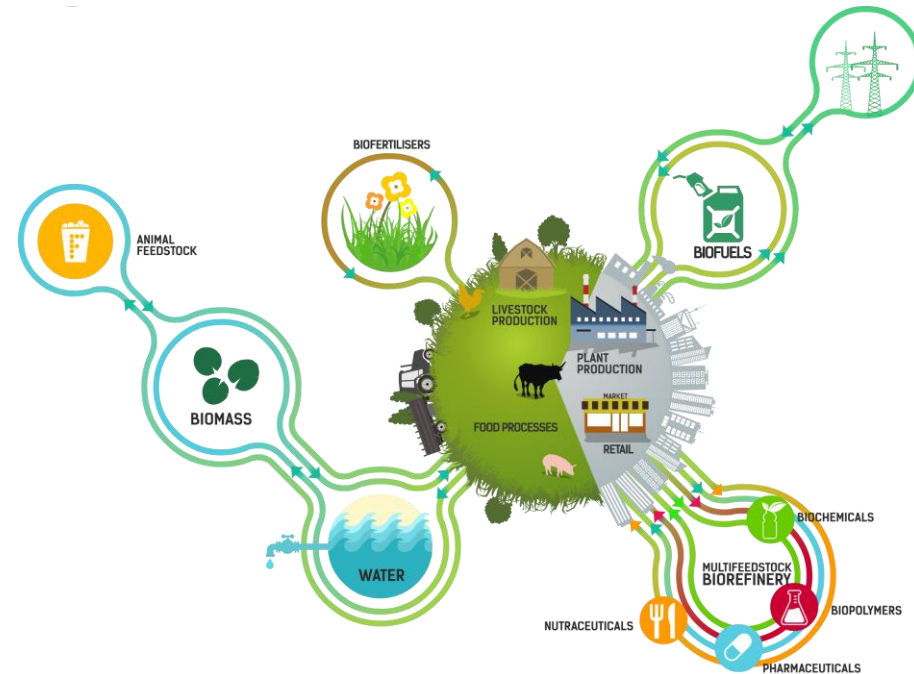 BIOFERTILISERS
ANIMAL
FEEDSTOCK
BIOFUELS
LIVESTOCK
PRODUCTION
PLANT
PRODUCTION
BIOMASS
MARKET
FOOD PROCESSES
RETAIL
WATER
BIOCHEMICALS
MULTIFEEDSTOCK
BIOREFINERY
BIOPOLYMERS
NUTRACEUTICALS
PHARMACEUTICALS